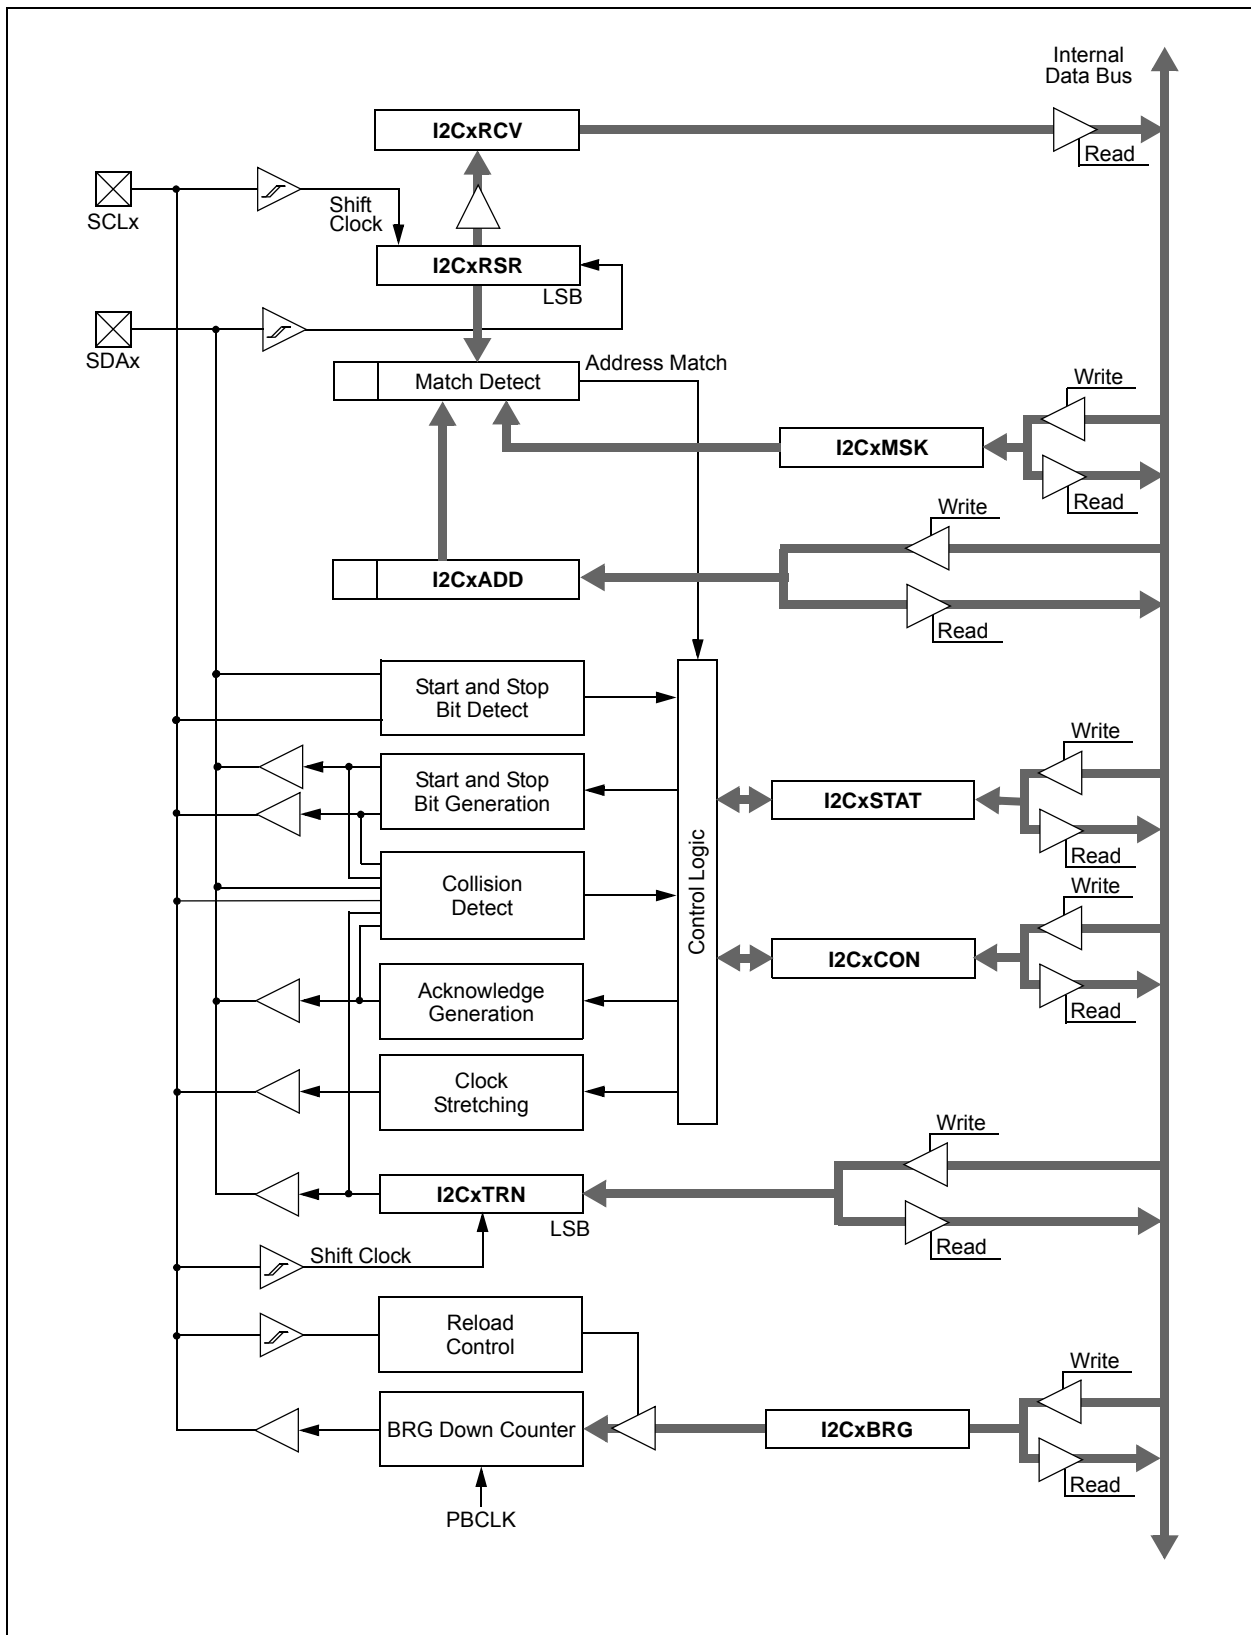 Internal
Data Bus
I2CxRCV
Read
SCLx
Shift
Clock
I2CxRSR
LSB
SDAx
Address Match
Match Detect
Write
I2CxMSK
Read
Write
I2CxADD
Read
Start and Stop
Bit Detect
Control Logic
Write
Start and Stop
Bit Generation
I2CxSTAT
Read
Collision
Detect
Write
I2CxCON
Read
Acknowledge
Generation
Clock
Stretching
Write
I2CxTRN
LSB
Read
Shift Clock
Reload
Control
Write
BRG Down Counter
I2CxBRG
Read
PBCLK